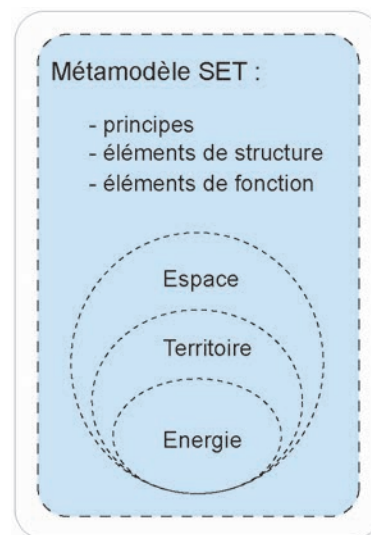 Métamodèle SET :
- principes
- éléments de structure
- éléments de fonction
Espace
Territoire
Energie